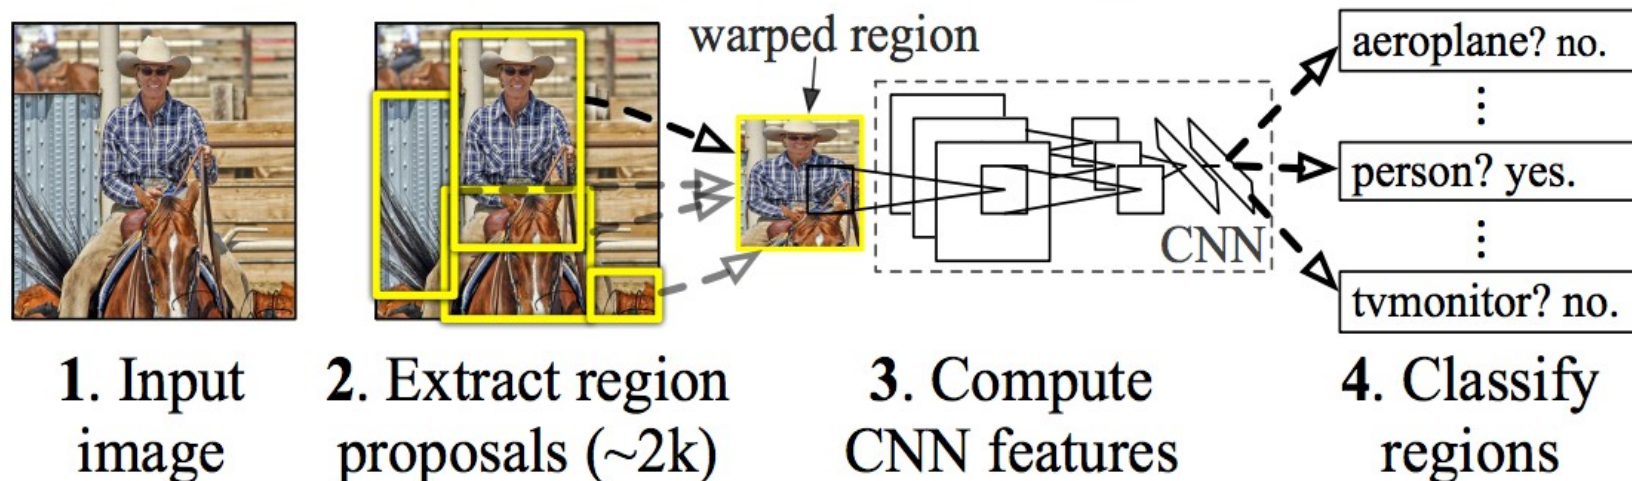 warped region
aeroplane? no.
⋮
person? yes.
⋮
tvmonitor? no.
CNN
1. Input
image
2. Extract region
proposals (~2k)
3. Compute
CNN features
4. Classify
regions